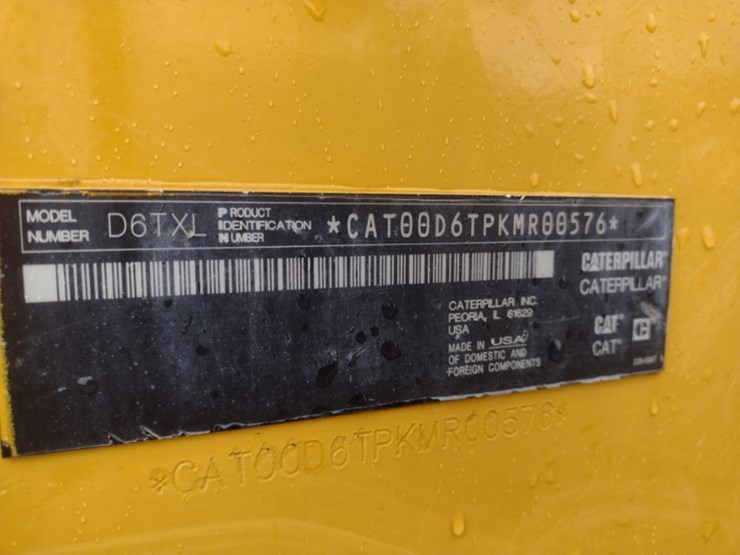 MODEL NUMBER D6TXL PRODUCT IDENTIFICATION NUMBER *CAT00D6TPKMR00576*
CATERPILLAR®
CATERPILLAR®
CATERPILLAR INC.
PEORIA, IL 61629
USA
MADE IN USA
OF DOMESTIC AND
FOREIGN COMPONENTS
CAT® C
CAT®
*CAT00D6TPKMR00576*